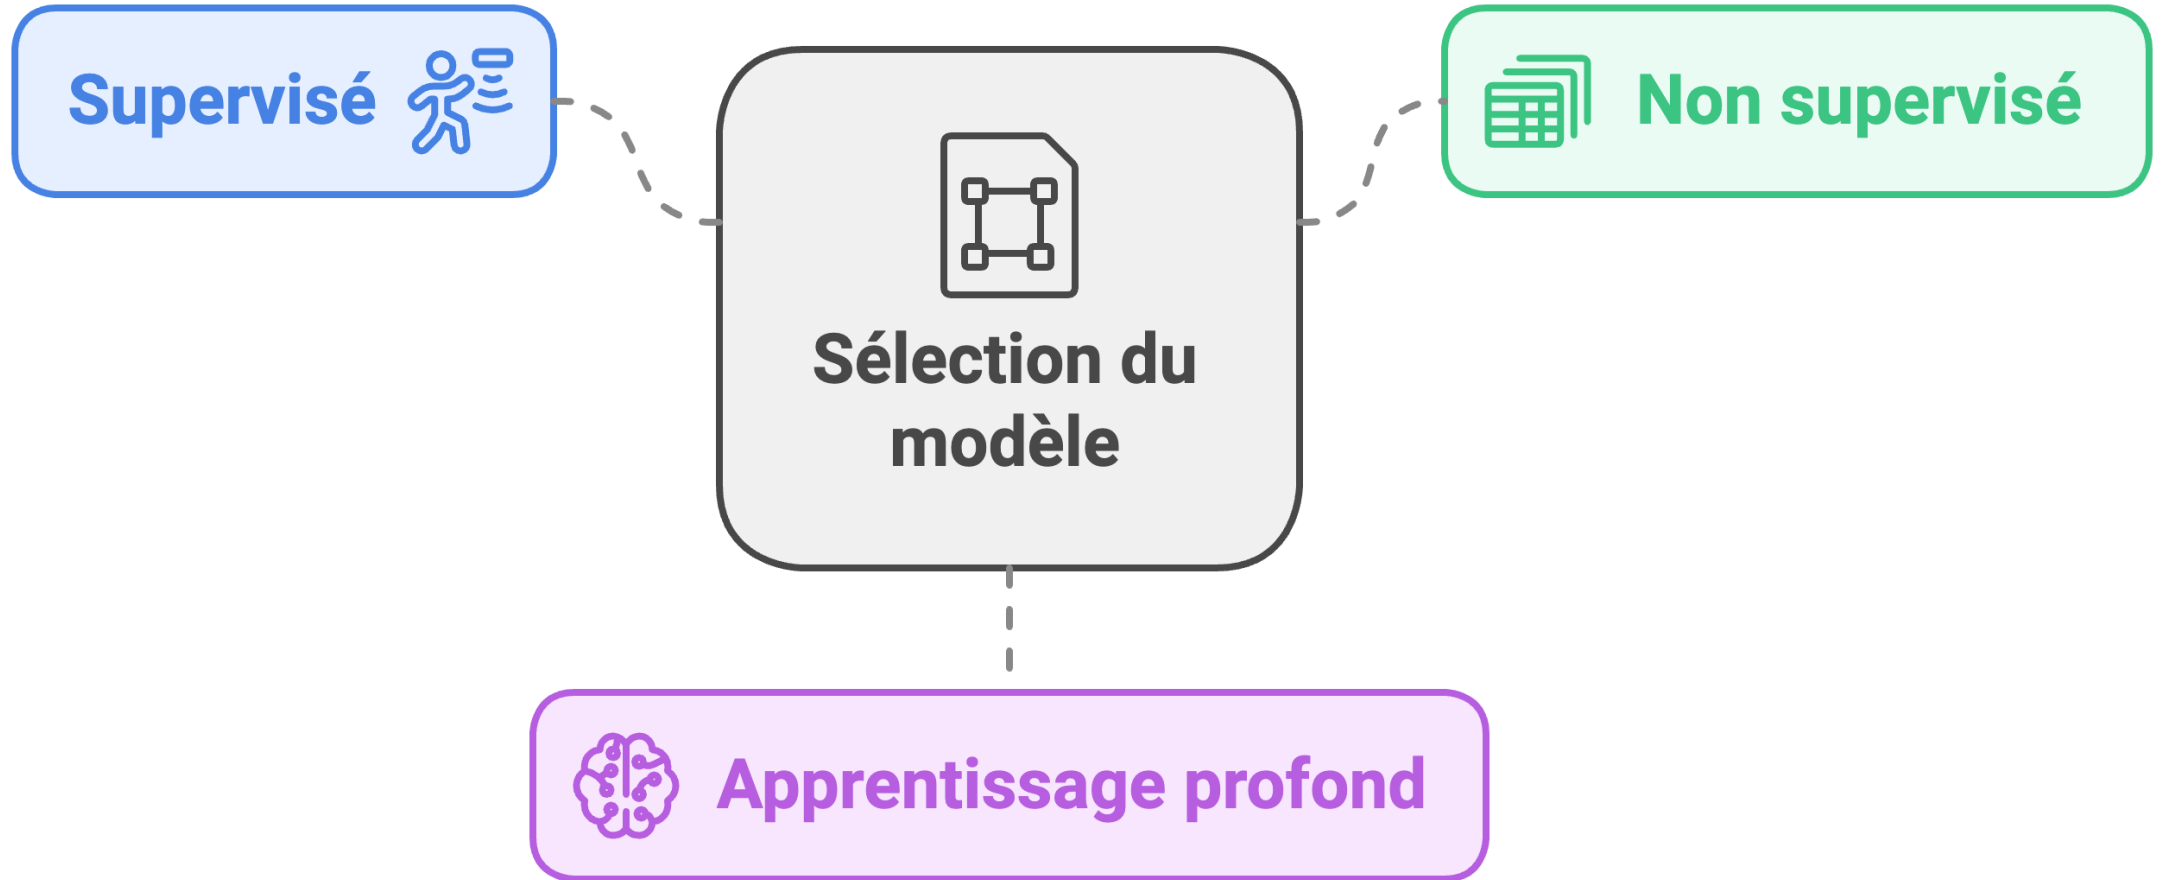 Supervisé
Non supervisé
Sélection du
modèle
Apprentissage profond